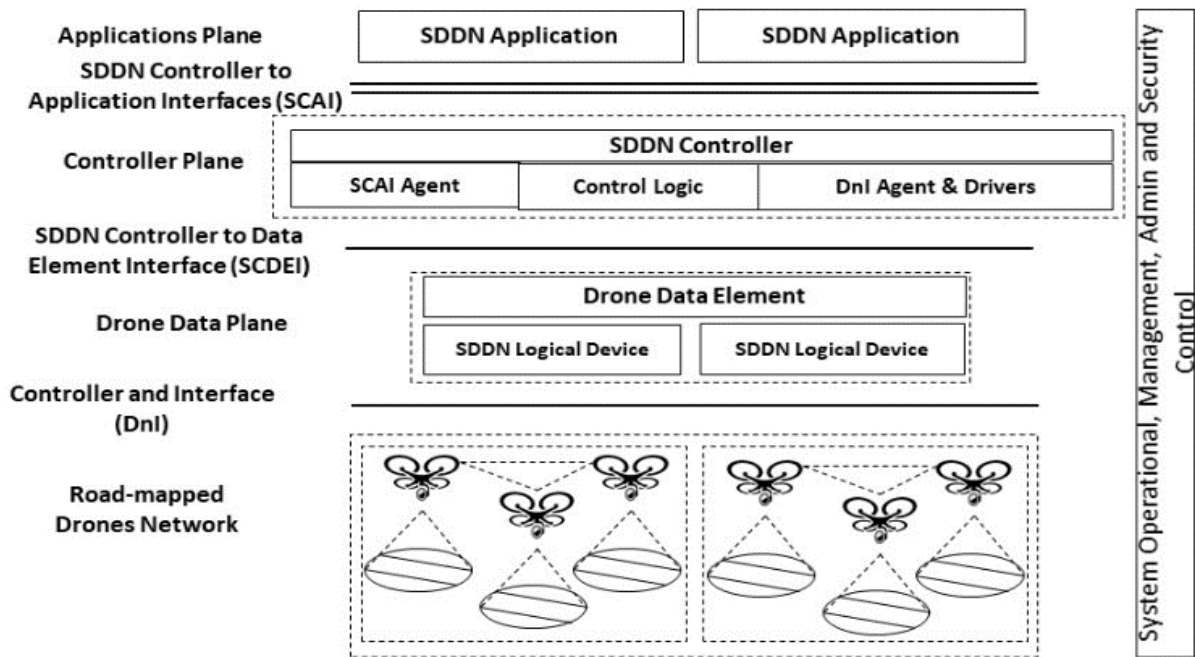 Applications Plane
SDDN Application
SDDN Application
SDDN Controller to
Application Interfaces (SCAI)
Controller Plane
SDDN Controller
SCAI Agent
Control Logic
DnI Agent & Drivers
SDDN Controller to Data
Element Interface (SCDEI)
Drone Data Plane
Drone Data Element
SDDN Logical Device
SDDN Logical Device
Controller and Interface
(DnI)
Road-mapped
Drones Network
System Operational, Management, Admin and Security
Control